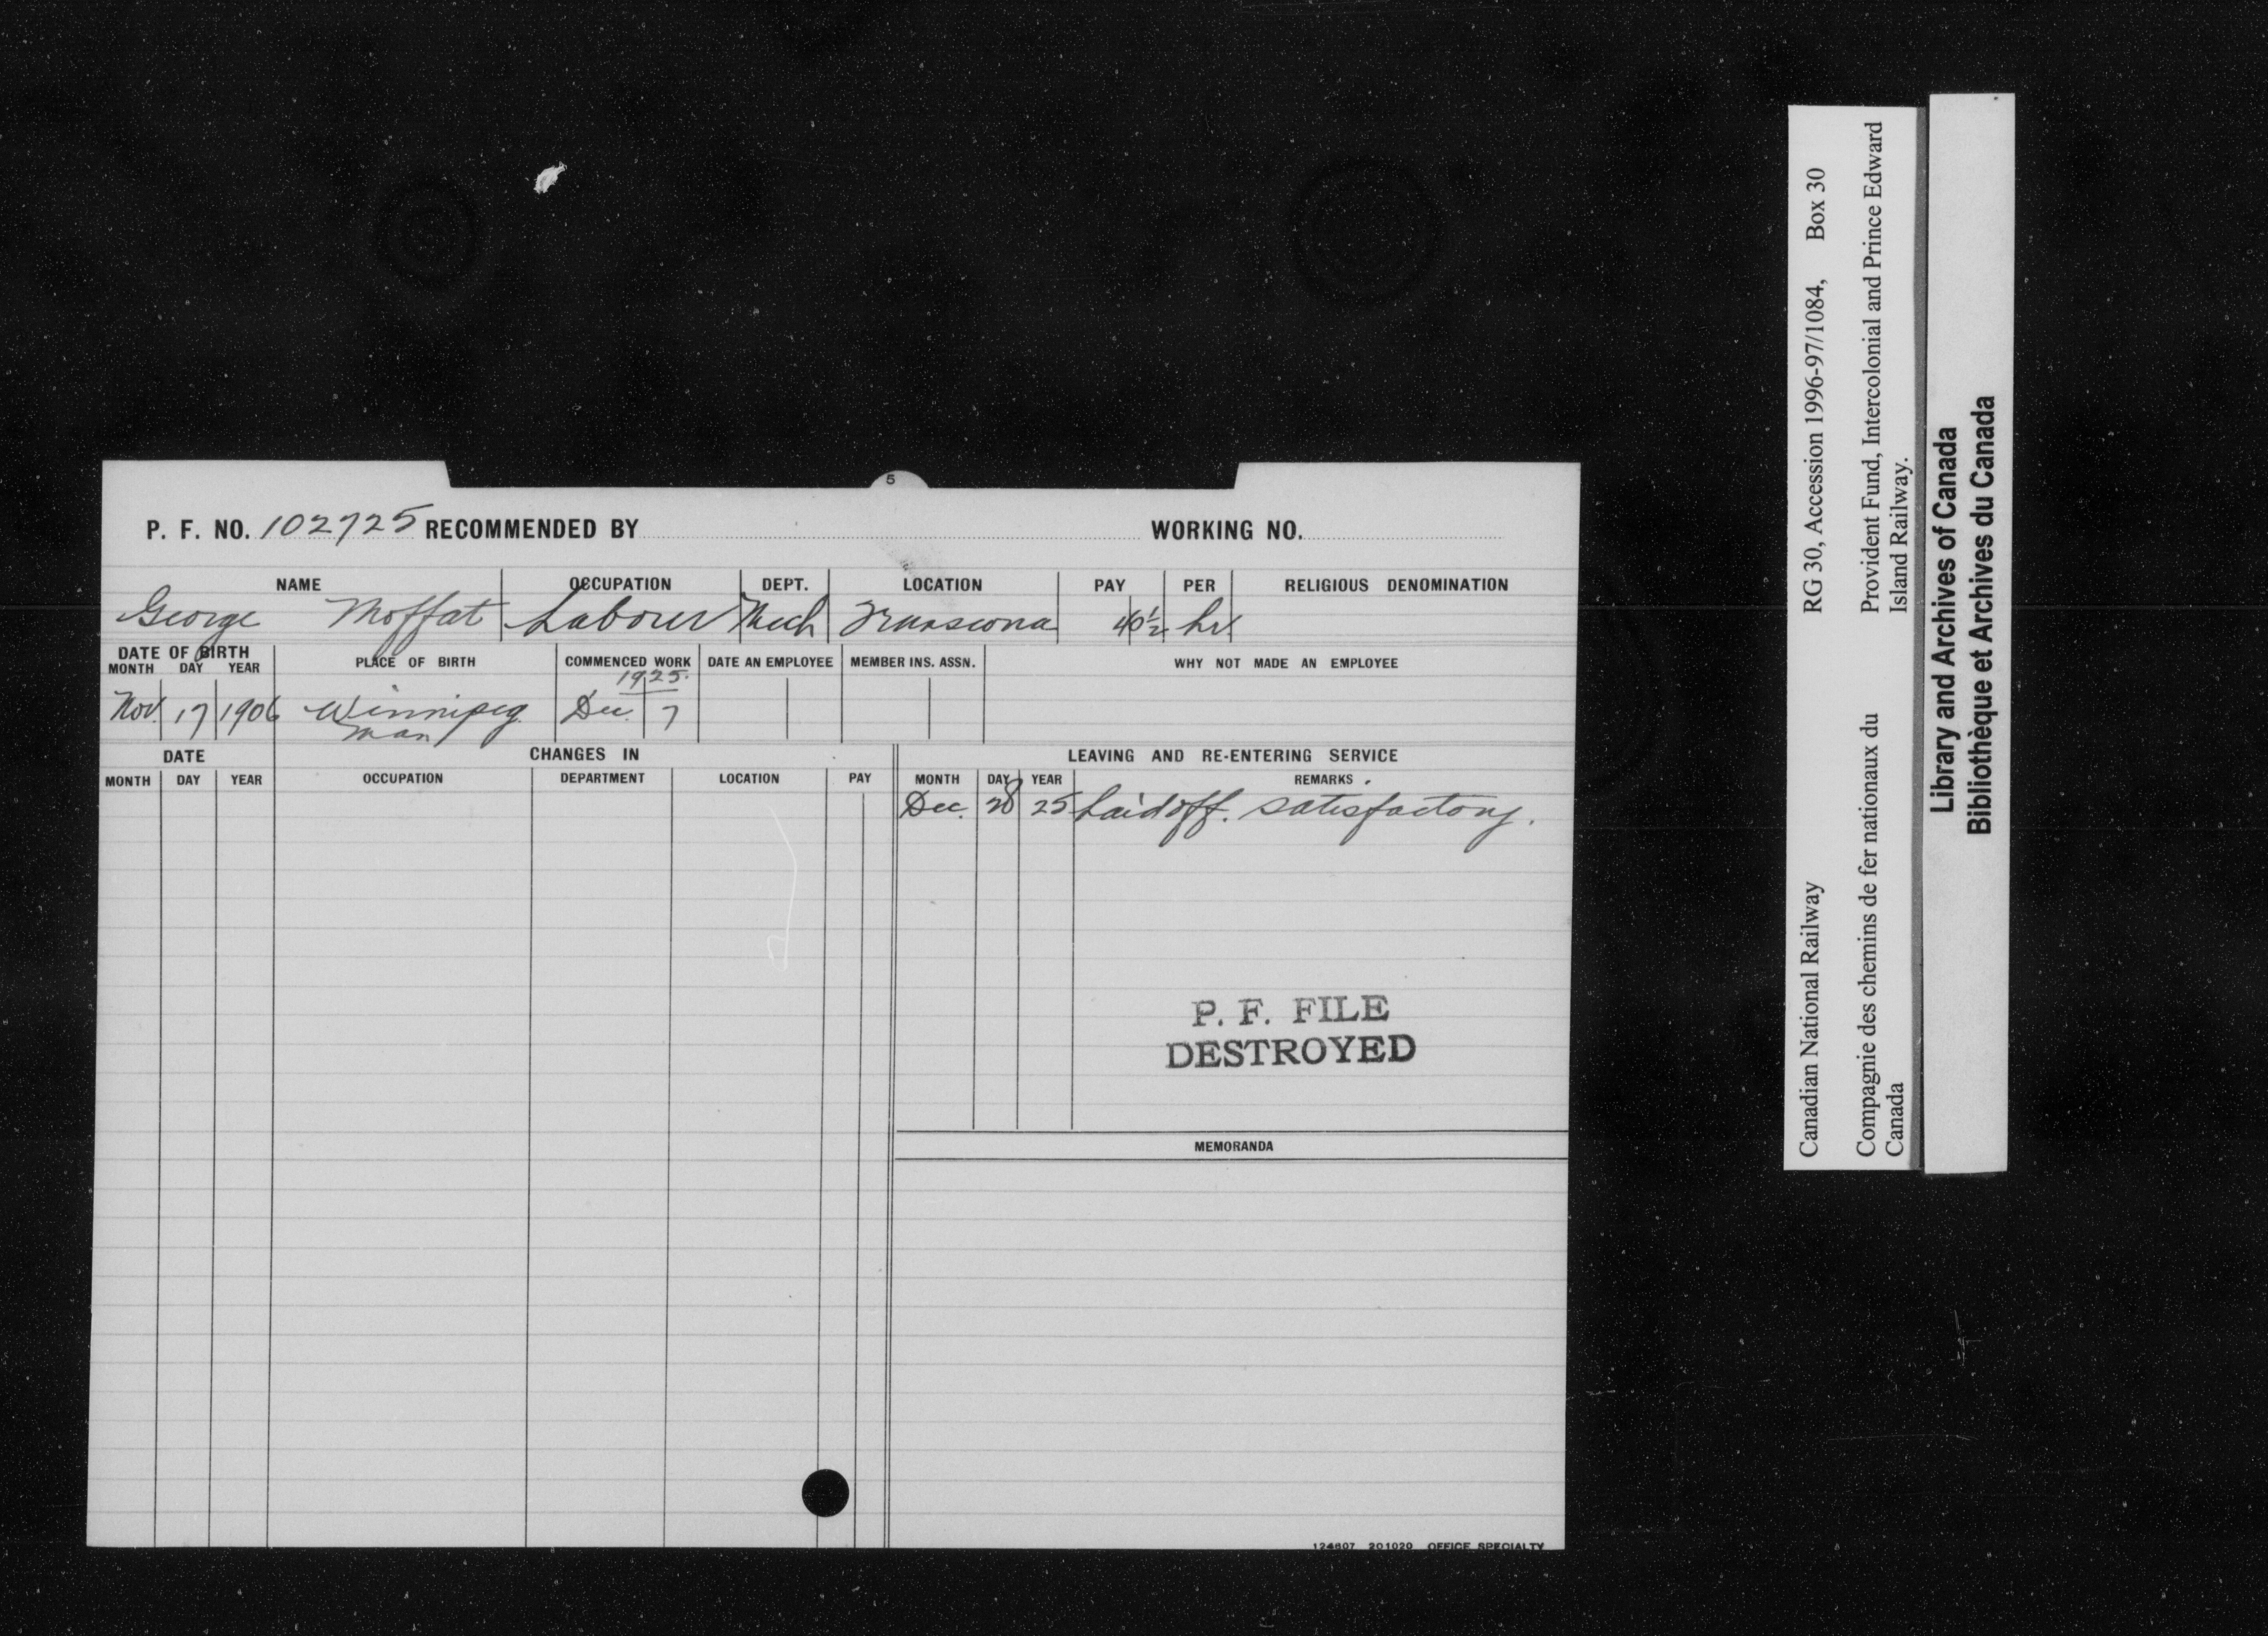 5
P. F. NO. 102725 RECOMMENDED BY WORKING NO.
NAME OCCUPATION DEPT. LOCATION PAY PER RELIGIOUS DENOMINATION
George Moffat Labourer Mech Transcona 40½ hr
DATE OF BIRTH PLACE OF BIRTH COMMENCED WORK DATE AN EMPLOYEE MEMBER INS. ASSN. WHY NOT MADE AN EMPLOYEE
MONTH DAY YEAR
1925.
Nov. 17 1906 Winnipeg Dec. 7
Man
DATE CHANGES IN LEAVING AND RE-ENTERING SERVICE
MONTH DAY YEAR OCCUPATION DEPARTMENT LOCATION PAY MONTH DAY YEAR REMARKS
Dec. 28 25 Laid off. Satisfactory.
P. F. FILE
DESTROYED
MEMORANDA
124607 201020 OFFICE SPECIALTY
Canadian National Railway RG 30, Accession 1996-97/1084, Box 30
Compagnie des chemins de fer nationaux du Canada
Provident Fund, Intercolonial and Prince Edward Island Railway.
Library and Archives of Canada
Bibliothèque et Archives du Canada